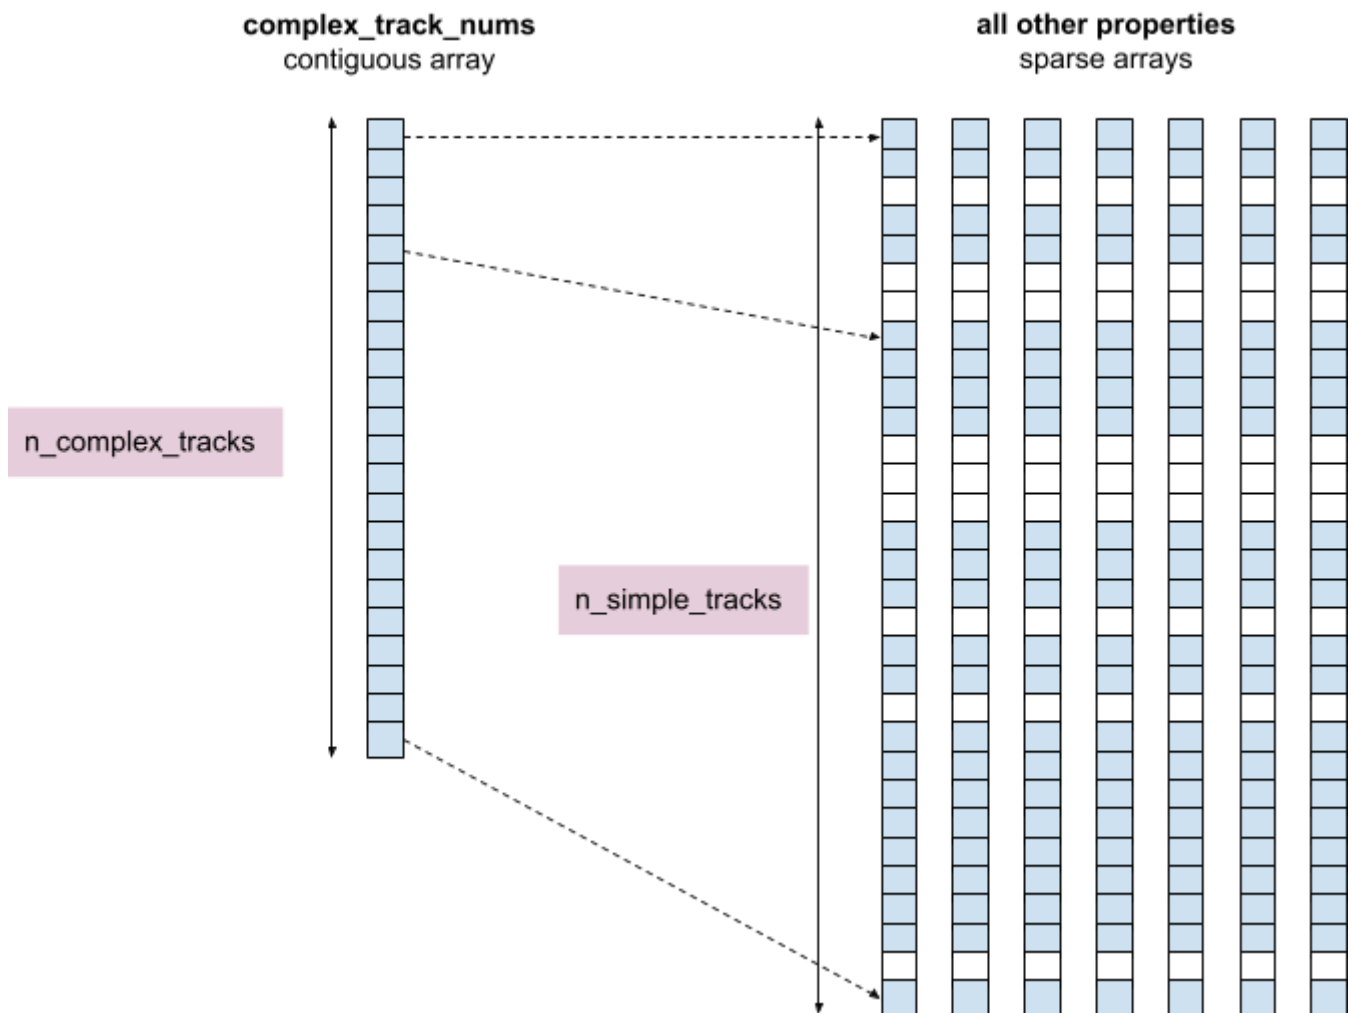 complex_track_nums
contiguous array
all other properties
sparse arrays
n_complex_tracks
n_simple_tracks